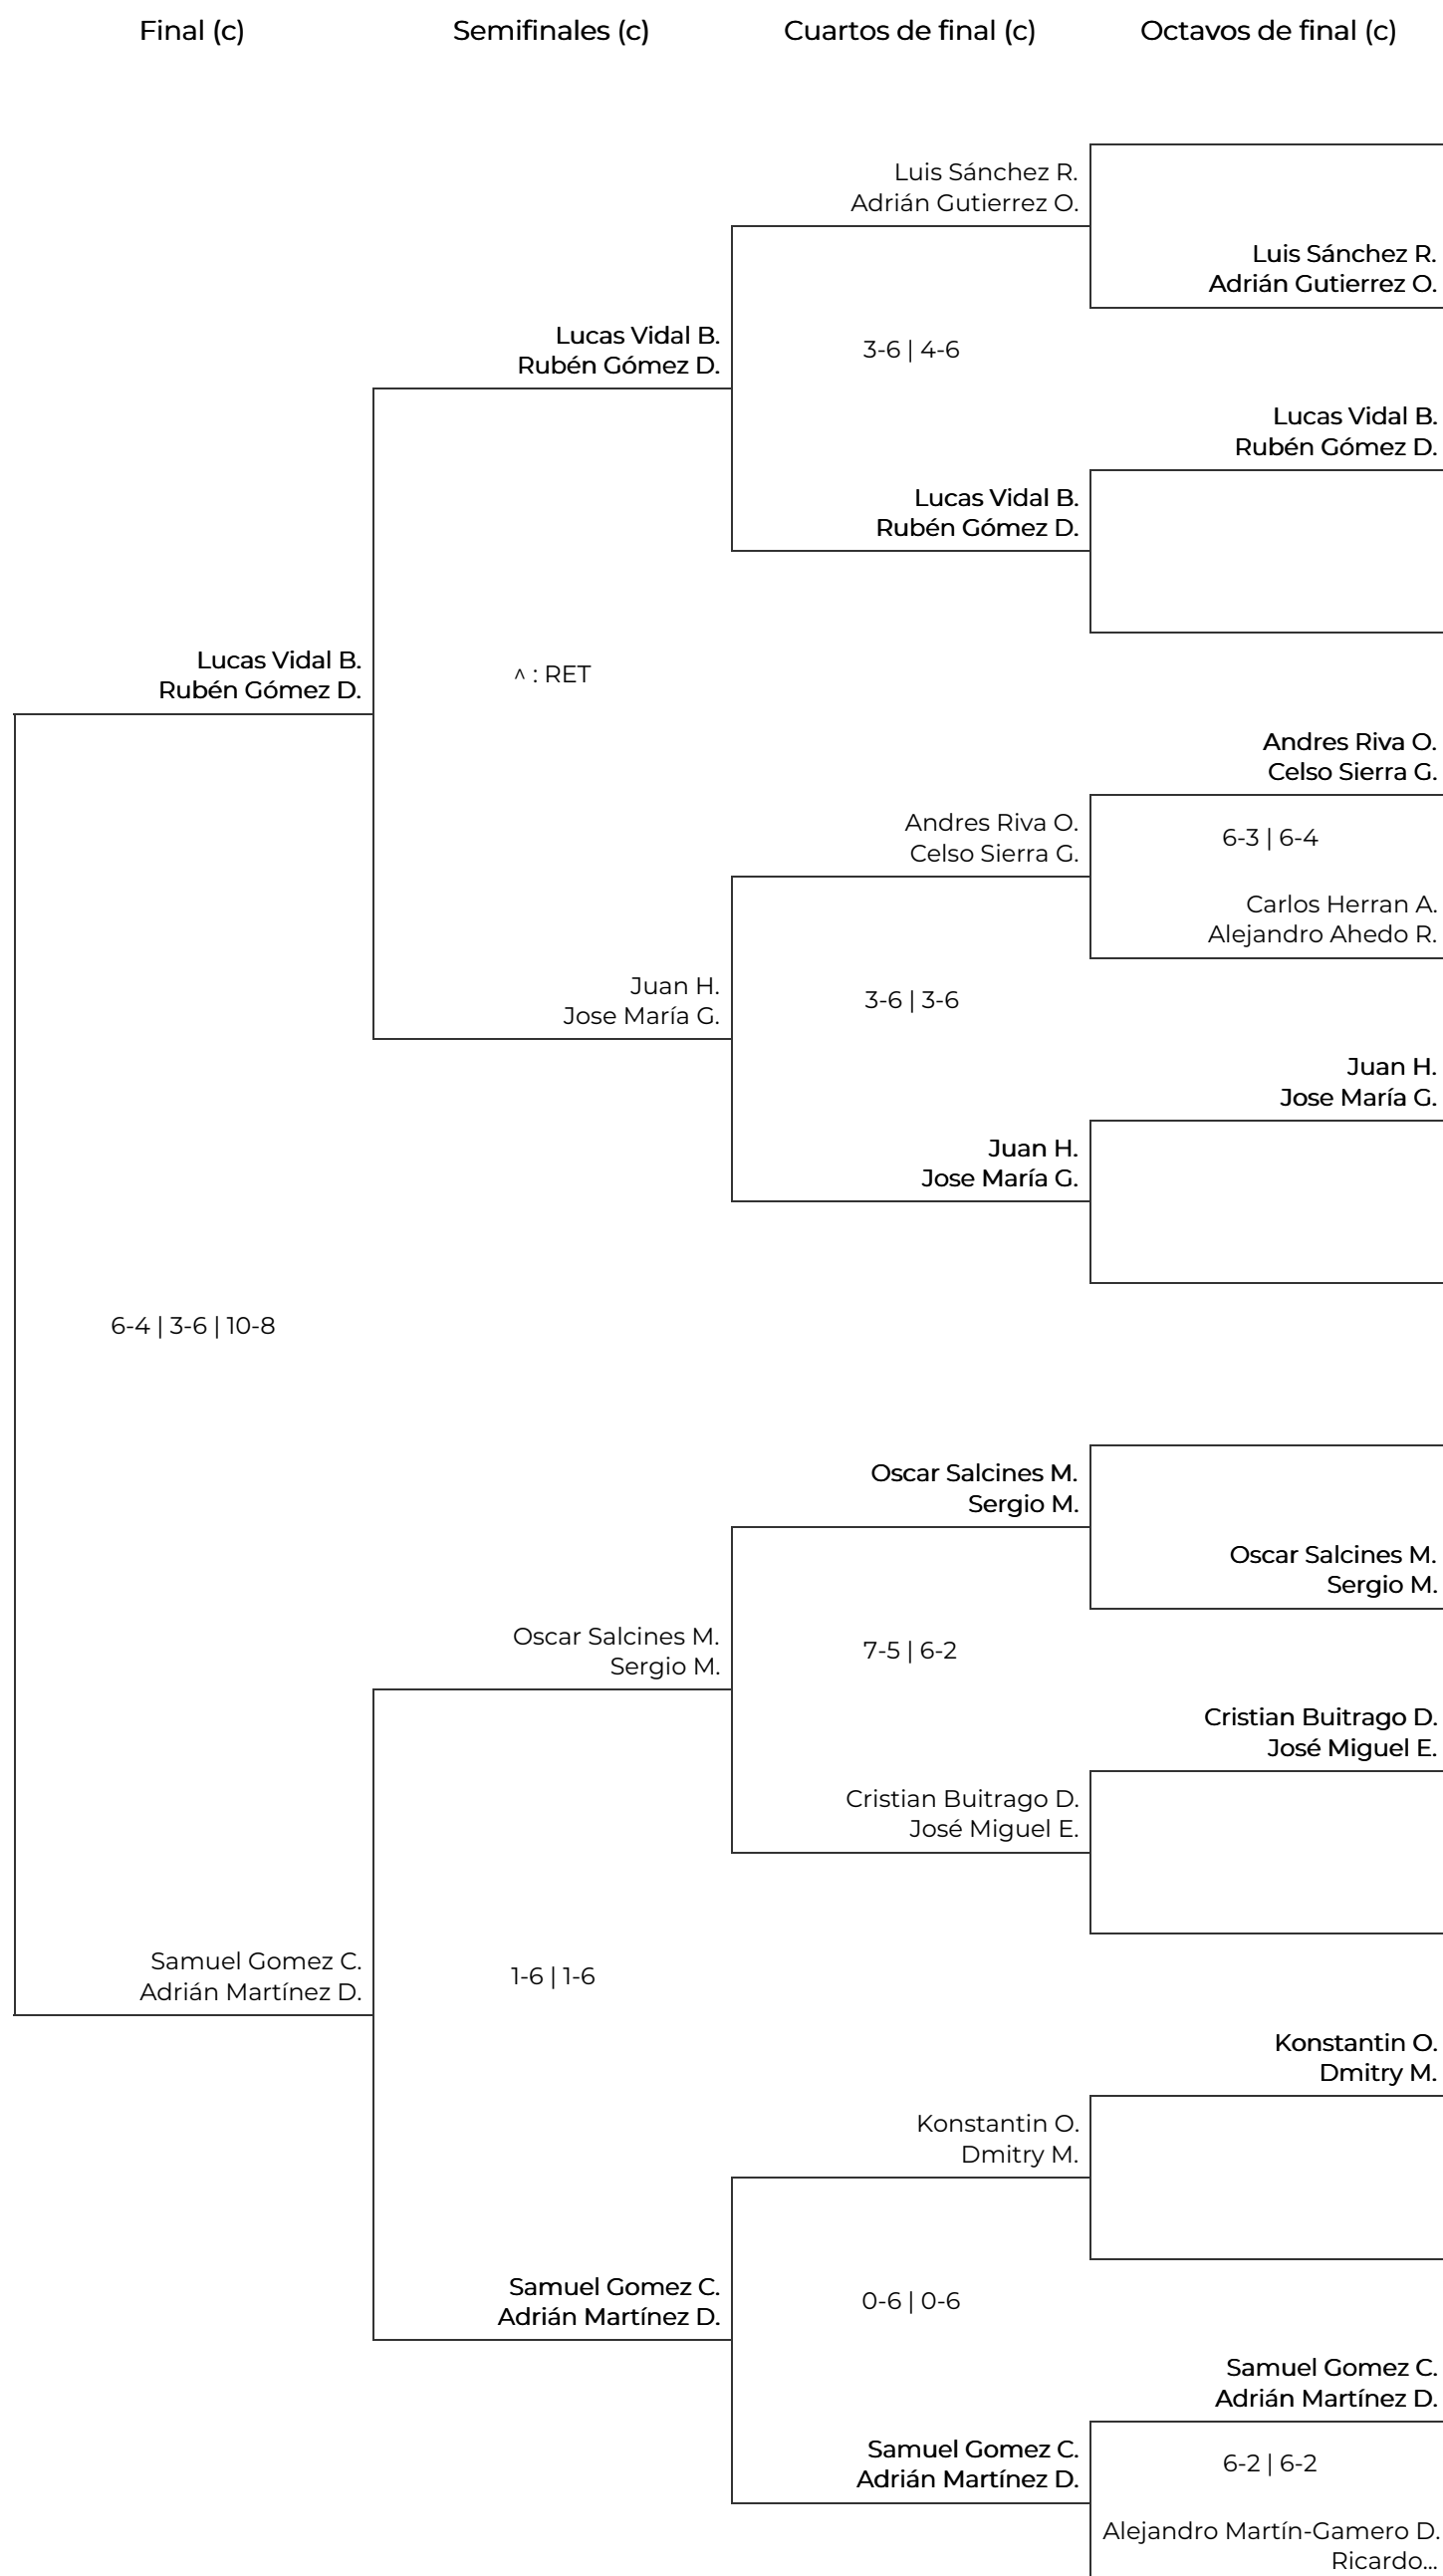 Final (c)
Semifinales (c)
Cuartos de final (c)
Octavos de final (c)
Luis Sánchez R.
Adrián Gutierrez O.
Luis Sánchez R.
Adrián Gutierrez O.
Lucas Vidal B.
Rubén Gómez D.
3-6 | 4-6
Lucas Vidal B.
Rubén Gómez D.
Lucas Vidal B.
Rubén Gómez D.
Lucas Vidal B.
Rubén Gómez D.
^ : RET
Andres Riva O.
Celso Sierra G.
Andres Riva O.
Celso Sierra G.
6-3 | 6-4
Carlos Herran A.
Alejandro Ahedo R.
Juan H.
Jose María G.
3-6 | 3-6
Juan H.
Jose María G.
Juan H.
Jose María G.
6-4 | 3-6 | 10-8
Oscar Salcines M.
Sergio M.
Oscar Salcines M.
Sergio M.
Oscar Salcines M.
Sergio M.
7-5 | 6-2
Cristian Buitrago D.
José Miguel E.
Cristian Buitrago D.
José Miguel E.
Samuel Gomez C.
Adrián Martínez D.
1-6 | 1-6
Konstantin O.
Dmitry M.
Konstantin O.
Dmitry M.
Samuel Gomez C.
Adrián Martínez D.
0-6 | 0-6
Samuel Gomez C.
Adrián Martínez D.
Samuel Gomez C.
Adrián Martínez D.
6-2 | 6-2
Alejandro Martín-Gamero D.
Ricardo...